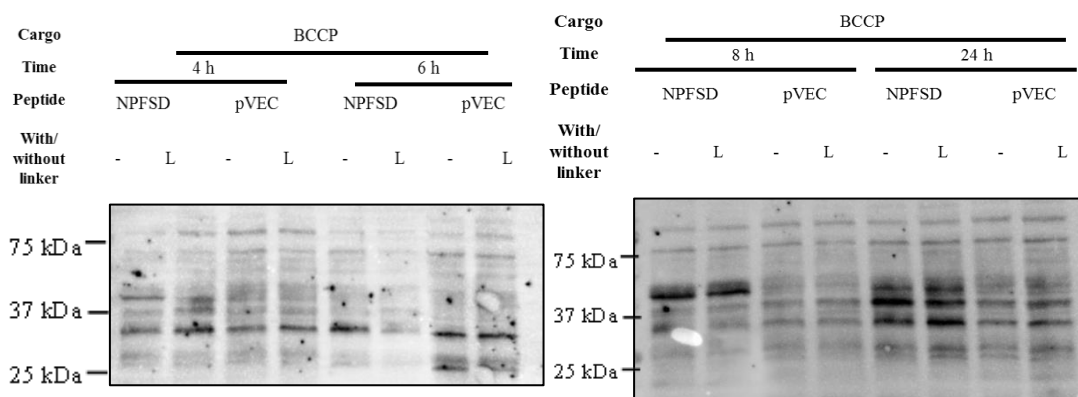 Cargo BCCP
Time 4 h 6 h
Peptide NPFSD pVEC NPFSD pVEC
With/
without - L - L - L - L
linker
75 kDa
37 kDa
25 kDa
Cargo BCCP
Time 8 h 24 h
Peptide NPFSD pVEC NPFSD pVEC
With/
without - L - L - L - L
linker
75 kDa
37 kDa
25 kDa